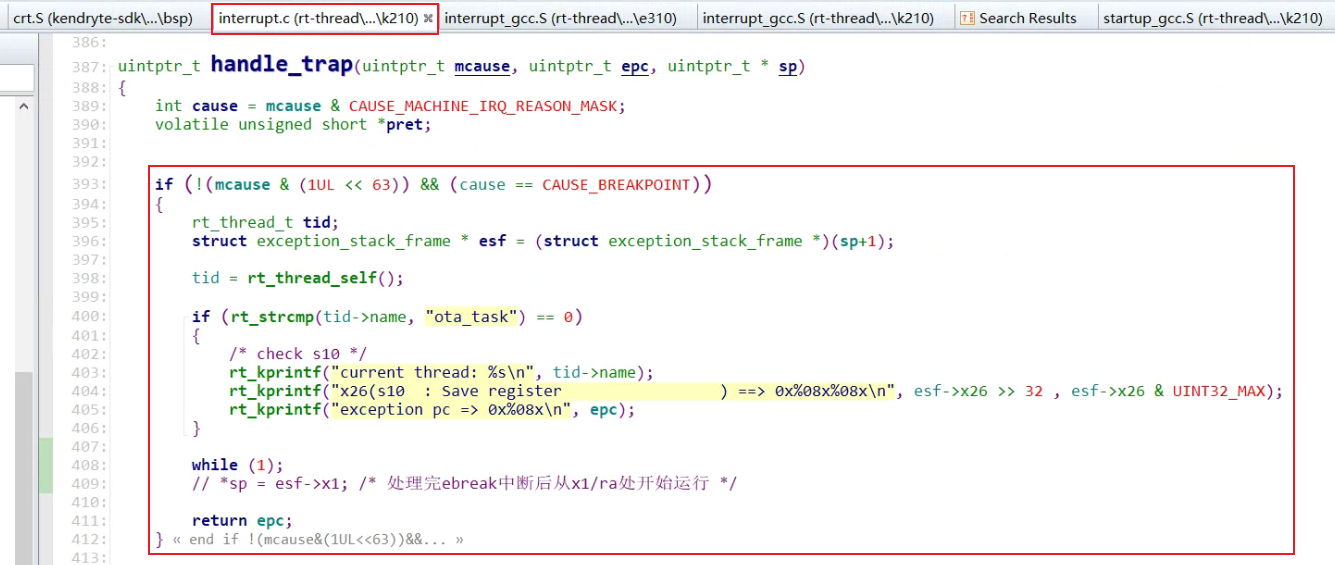 crt.S (kendryte-sdk\...\bsp) interrupt.c (rt-thread\...\k210) interrupt_gcc.S (rt-thread\...\e310) interrupt_gcc.S (rt-thread\...\k210) Search Results startup_gcc.S (rt-thread\...\k210)
386:
387: uintptr_t handle_trap(uintptr_t mcause, uintptr_t epc, uintptr_t * sp)
388: {
389: int cause = mcause & CAUSE_MACHINE_IRQ_REASON_MASK;
390: volatile unsigned short *pret;
391:
392:
393: if (!(mcause & (1UL << 63)) && (cause == CAUSE_BREAKPOINT))
394: {
395: rt_thread_t tid;
396: struct exception_stack_frame * esf = (struct exception_stack_frame *)(sp+1);
397:
398: tid = rt_thread_self();
399:
400: if (rt_strcmp(tid->name, "ota_task") == 0)
401: {
402: /* check s10 */
403: rt_kprintf("current thread: %s\n", tid->name);
404: rt_kprintf("x26(s10  : Save register                 ) ==> 0x%08x%08x\n", esf->x26 >> 32 , esf->x26 & UINT32_MAX);
405: rt_kprintf("exception pc => 0x%08x\n", epc);
406: }
407:
408: while (1);
409: // *sp = esf->x1; /* 处理完ebreak中断后从x1/ra处开始运行 */
410:
411: return epc;
412: } « end if !(mcause&(1UL<<63))&&... »
413: